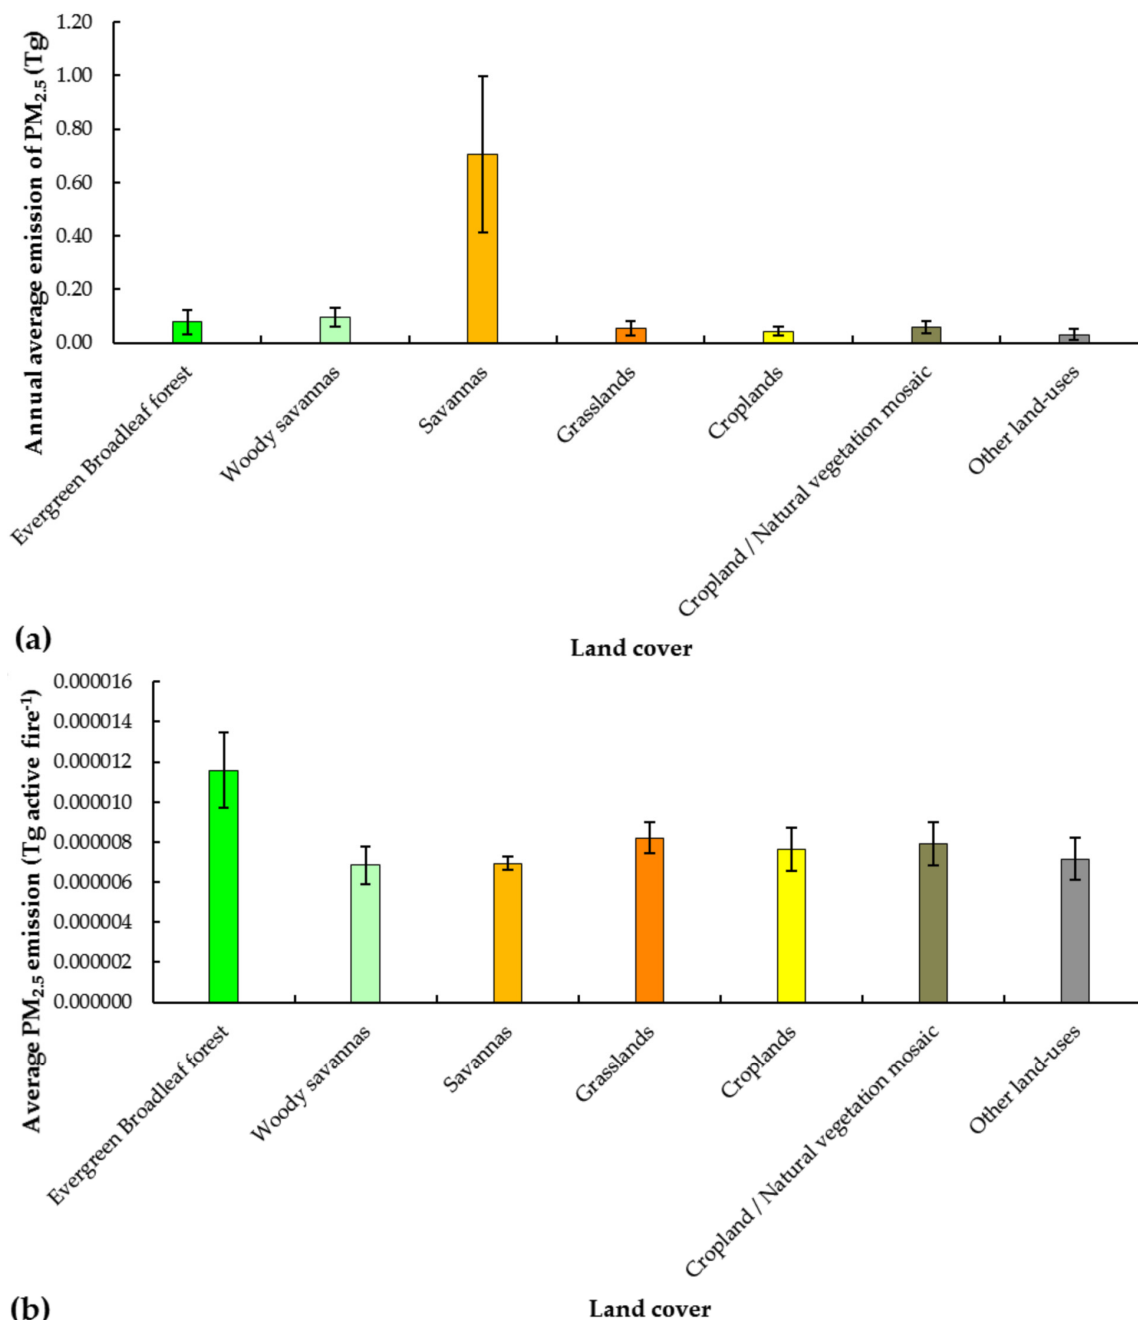 Annual average emission of PM2.5 (Tg)
1.20
1.00
0.80
0.60
0.40
0.20
0.00
Evergreen Broadleaf forest
Woody savannas
Savannas
Grasslands
Croplands
Cropland / Natural vegetation mosaic
Other land-uses
(a)
Land cover
Average PM2.5 emission (Tg active fire-1)
0.000016
0.000014
0.000012
0.000010
0.000008
0.000006
0.000004
0.000002
0.000000
Evergreen Broadleaf forest
Woody savannas
Savannas
Grasslands
Croplands
Cropland / Natural vegetation mosaic
Other land-uses
(b)
Land cover